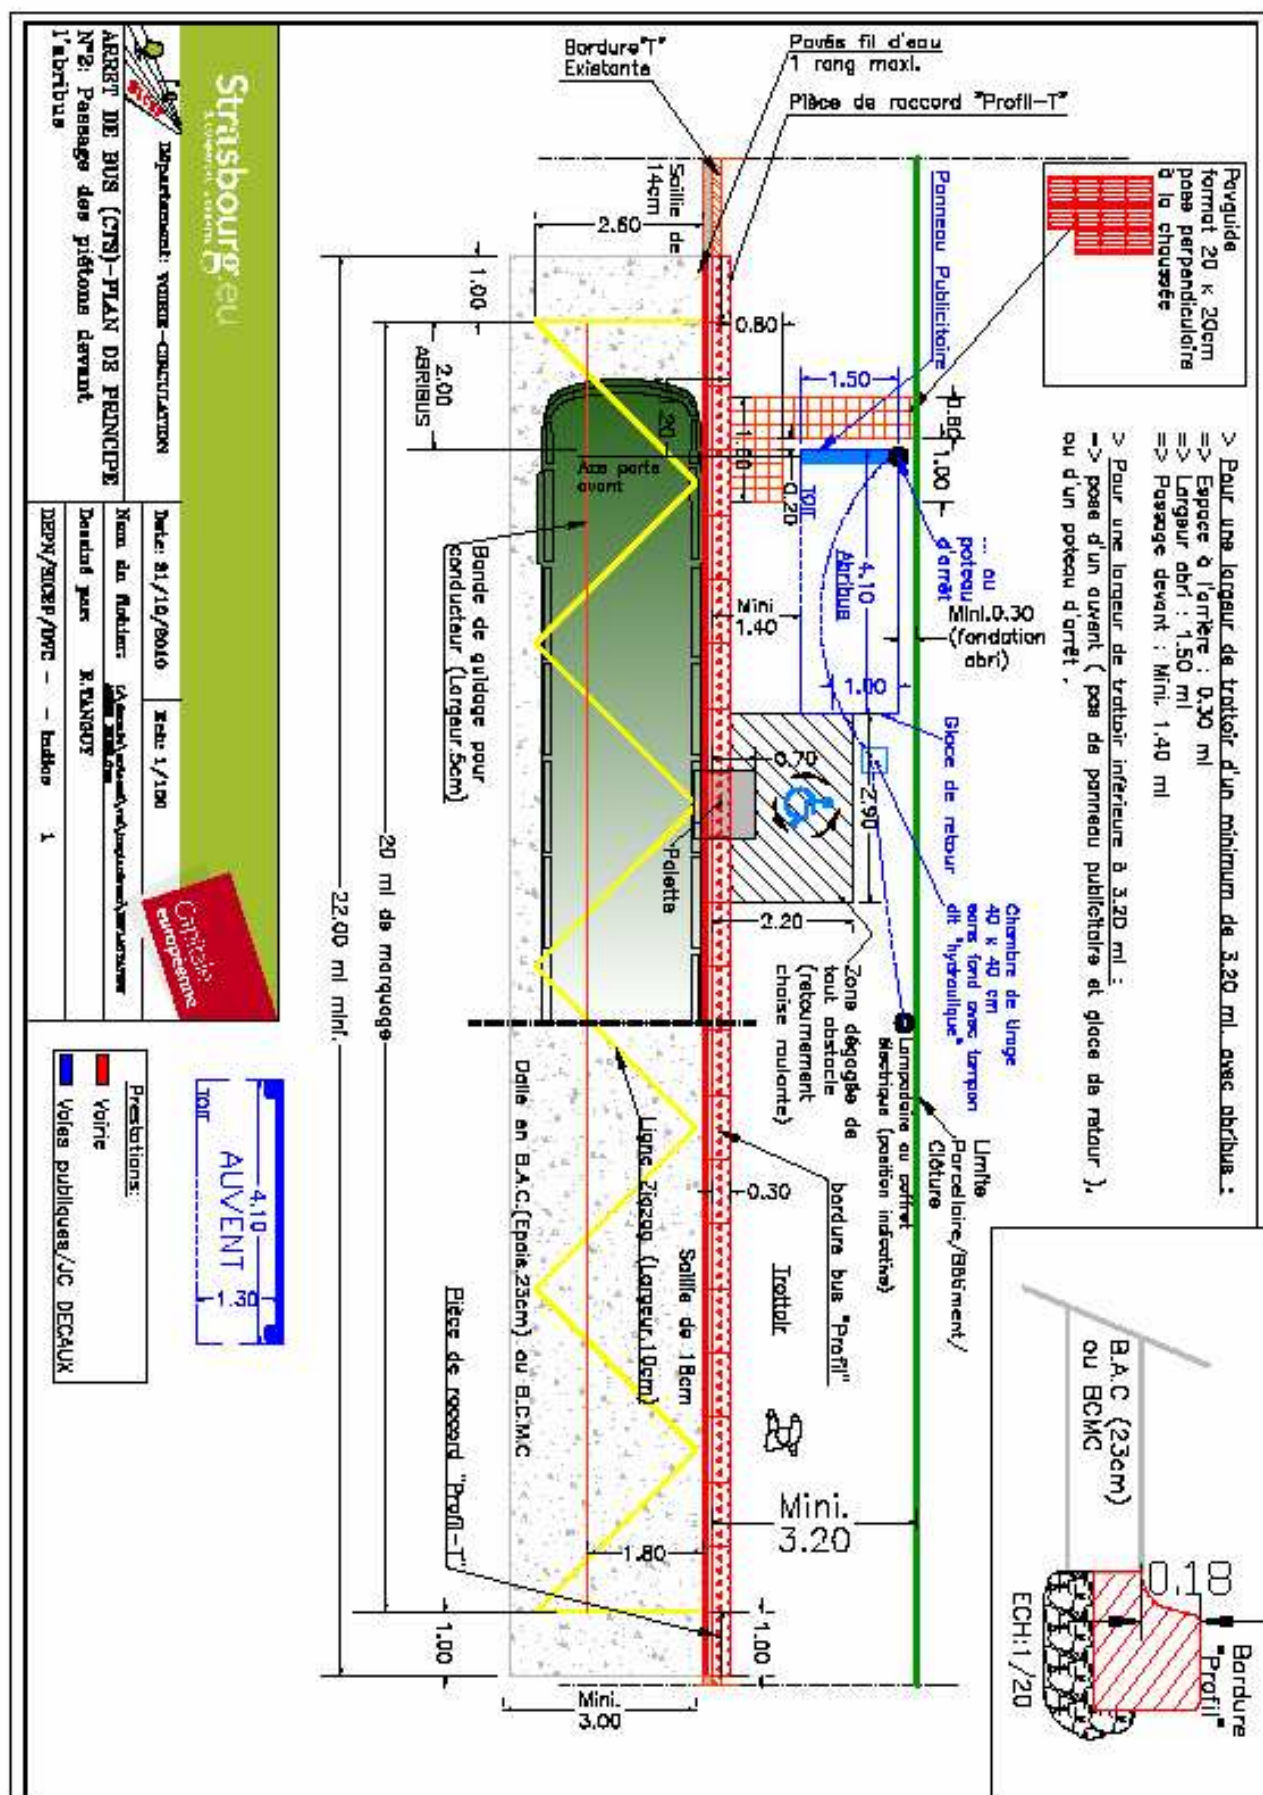 Pavguide
format 20 x 20cm
pose perpendiculaire
à la chaussée
> Pour une largeur de trottoir d'un minimum de 3.20 ml. avec abribus :
=> Espace à l'arrière : 0.30 ml
=> Largeur abri : 1.50 ml
=> Passage devant : Mini. 1.40 ml
> Pour une largeur de trottoir inférieure à 3.20 ml :
=> pose d'un auvent ( pas de panneau publicitaire et glace de retour ),
ou d'un poteau d'arrêt .
B.A.C (23cm)
ou BCMC
0.18
Bordure
"Profil"
ECH:1/20
Bordure"T"
Existante
Pavés fil d'eau
1 rang maxi.
Pièce de raccord "Profil-T"
Panneau Publicitaire
... ou
poteau
d'arrêt
Mini.0.30
(fondation
abri)
Glace de retour
Chambre de tirage
40 x 40 cm
sans fond avec tampon
dit "hydraulique"
Lampadaire ou coffret
électrique (position indicative)
Limite
Parcellaire/Bâtiment/
Clôture
0.80
1.00
1.50
0.80
0.20
TOIT
4.10
Abribus
1.00
Mini
1.40
0.70
2.90
2.20
Zone dégagée de
tout obstacle
(retournement
chaise roulante)
bordure bus "Profil"
Trottoir
0.30
Mini.
3.20
Saillie de
14cm
2.60
1.00
2.00
ABRIBUS
Axe porte
avant
Bande de guidage pour
conducteur (Largeur.5cm)
Palette
Saillie de 18cm
Ligne Zigzag (Largeur.10cm)
Dalle en B.A.C.(Epais.23cm) ou B.C.M.C
Pièce de raccord "Profil-T"
1.80
1.00
1.00
Mini.
3.00
20 ml de marquage
22.00 ml mini.
Strasbourg.eu
Capitale
européenne
Département: VOIRIE-CIRCULATION
ARRET DE BUS (CTS)-PLAN DE PRINCIPE
N°2: Passage des piétons devant
l'abribus
Ech: 1/100
Nom du fichier:
Dessiné par
- Indice 1
TOIT
4.10
AUVENT
1.30
Prestations:
Voirie
Voies publiques/JC DECAUX